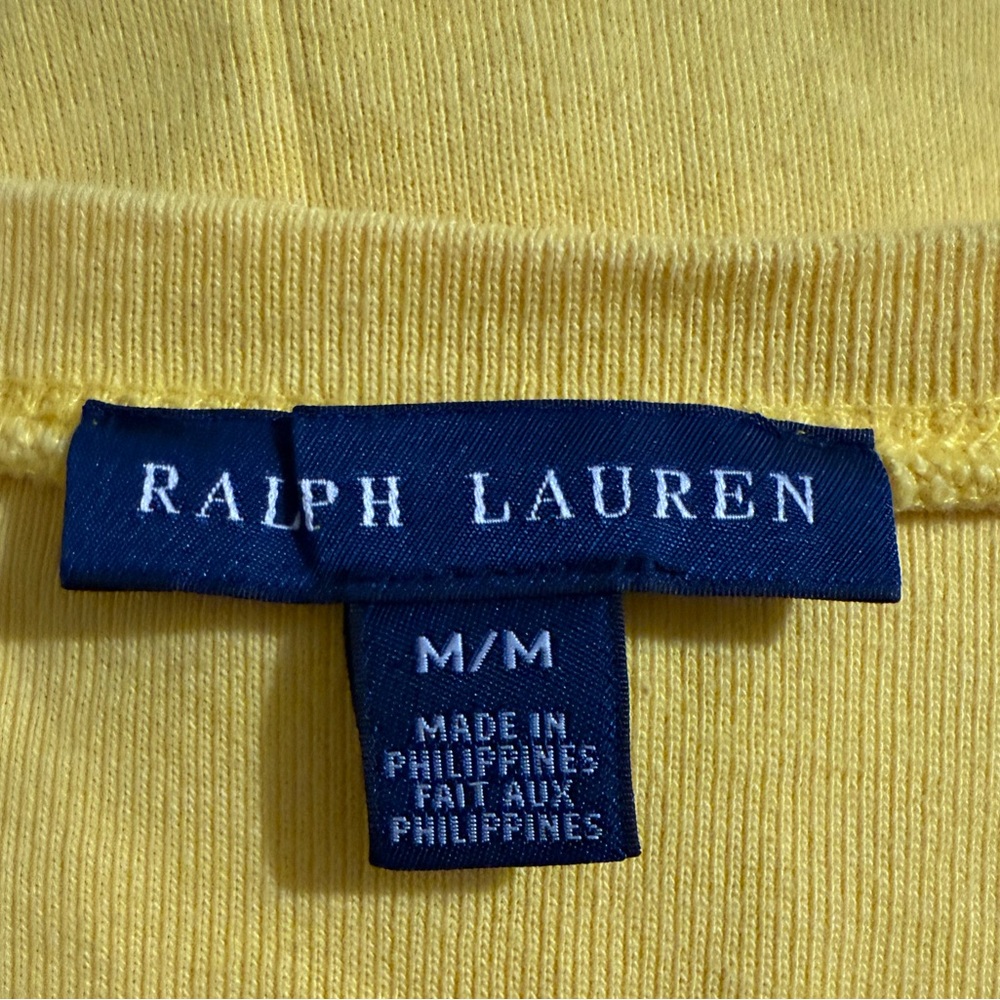 RALPH LAUREN
M/M
MADE IN
PHILIPPINES
FAIT AUX
PHILIPPINES